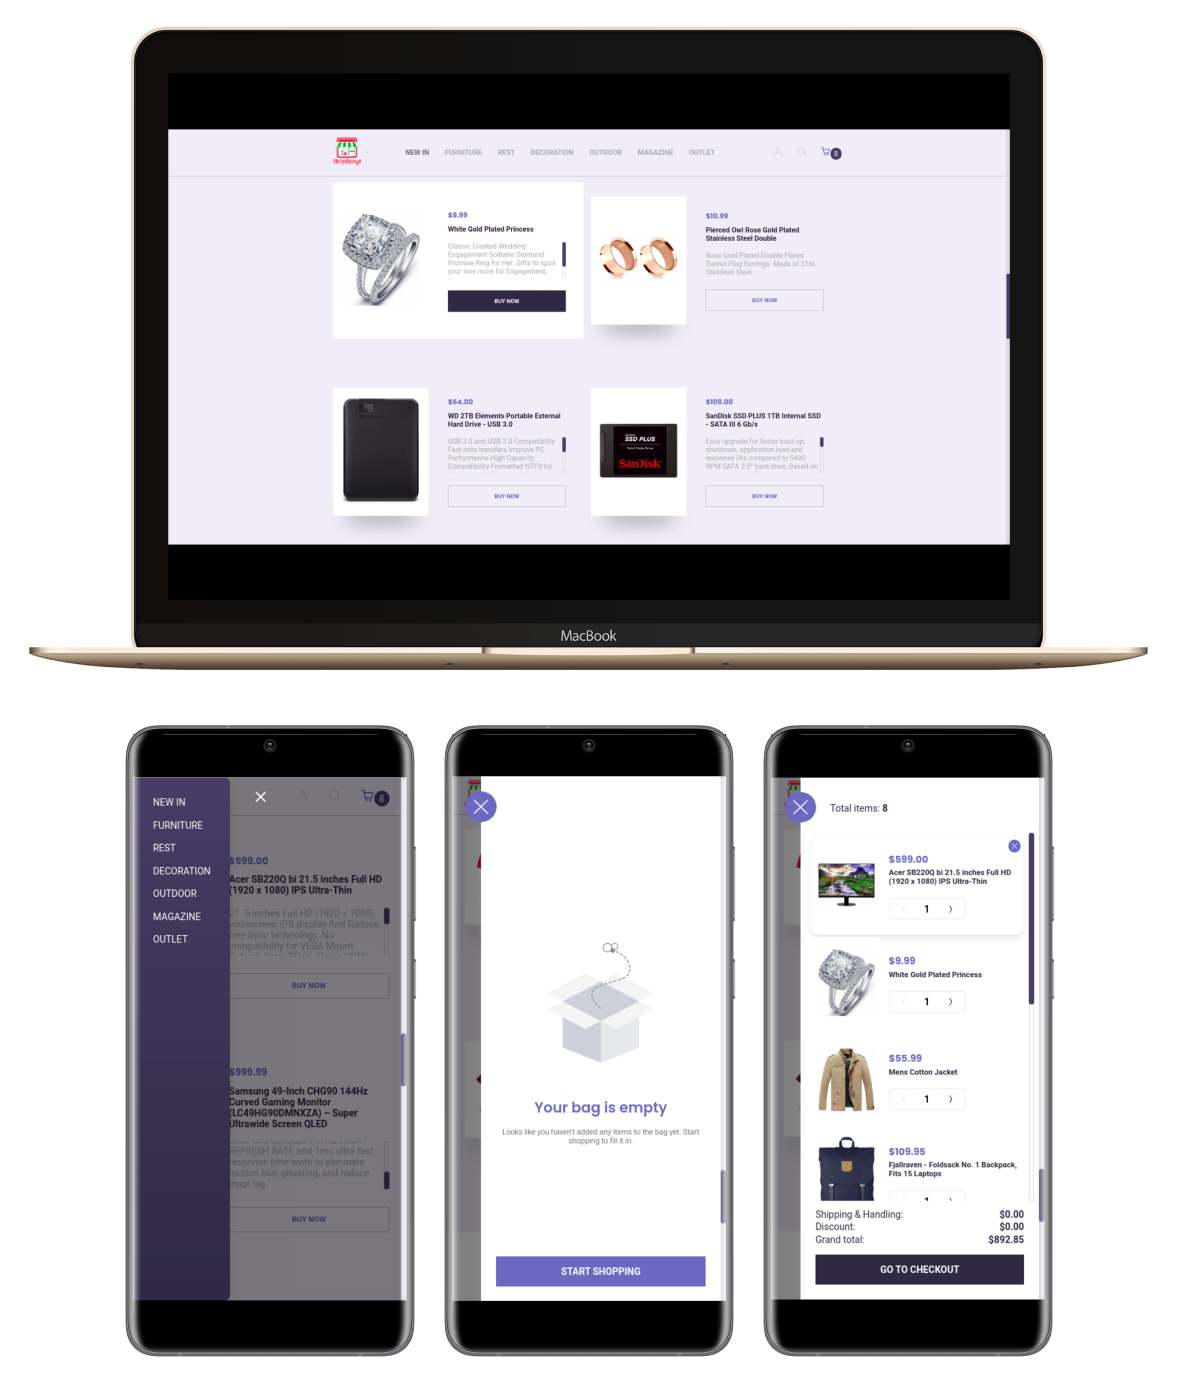 NEW IN FURNITURE REST DECORATION OUTDOOR MAGAZINE OUTLET 8
$9.99
White Gold Plated Princess
Classic Created Wedding
Engagement Solitaire Diamond
Promise Ring for Her. Gifts to spoil
your love more for Engagement,
BUY NOW
$10.99
Pierced Owl Rose Gold Plated
Stainless Steel Double
Rose Gold Plated Double Flared
Tunnel Plug Earrings. Made of 316L
Stainless Steel
BUY NOW
$64.00
WD 2TB Elements Portable External
Hard Drive - USB 3.0
USB 3.0 and USB 2.0 Compatibility
Fast data transfers Improve PC
Performance High Capacity;
Compatibility Formatted NTFS for
BUY NOW
SSD PLUS
Solid State Drive
SanDisk
$109.00
SanDisk SSD PLUS 1TB Internal SSD
- SATA III 6 Gb/s
Easy upgrade for faster boot up,
shutdown, application load and
response (As compared to 5400
RPM SATA 2.5" hard drive; Based on
BUY NOW
MacBook
NEW IN
FURNITURE
REST
DECORATION
OUTDOOR
MAGAZINE
OUTLET
8
$599.00
Acer SB220Q bi 21.5 inches Full HD
(1920 x 1080) IPS Ultra-Thin
21. 5 inches Full HD (1920 x 1080)
widescreen IPS display And Radeon
free Sync technology. No
compatibility for VESA Mount
BUY NOW
$999.99
Samsung 49-Inch CHG90 144Hz
Curved Gaming Monitor
(LC49HG90DMNXZA) – Super
Ultrawide Screen QLED
REFRESH RATE and 1ms ultra fast
response time work to eliminate
motion blur, ghosting, and reduce
input lag
BUY NOW
Your bag is empty
Looks like you haven't added any items to the bag yet. Start
shopping to fill it in.
START SHOPPING
Total items: 8
$599.00
Acer SB220Q bi 21.5 inches Full HD
(1920 x 1080) IPS Ultra-Thin
1
$9.99
White Gold Plated Princess
1
$55.99
Mens Cotton Jacket
1
$109.95
Fjallraven - Foldsack No. 1 Backpack,
Fits 15 Laptops
1
Shipping & Handling: $0.00
Discount: $0.00
Grand total: $892.85
GO TO CHECKOUT